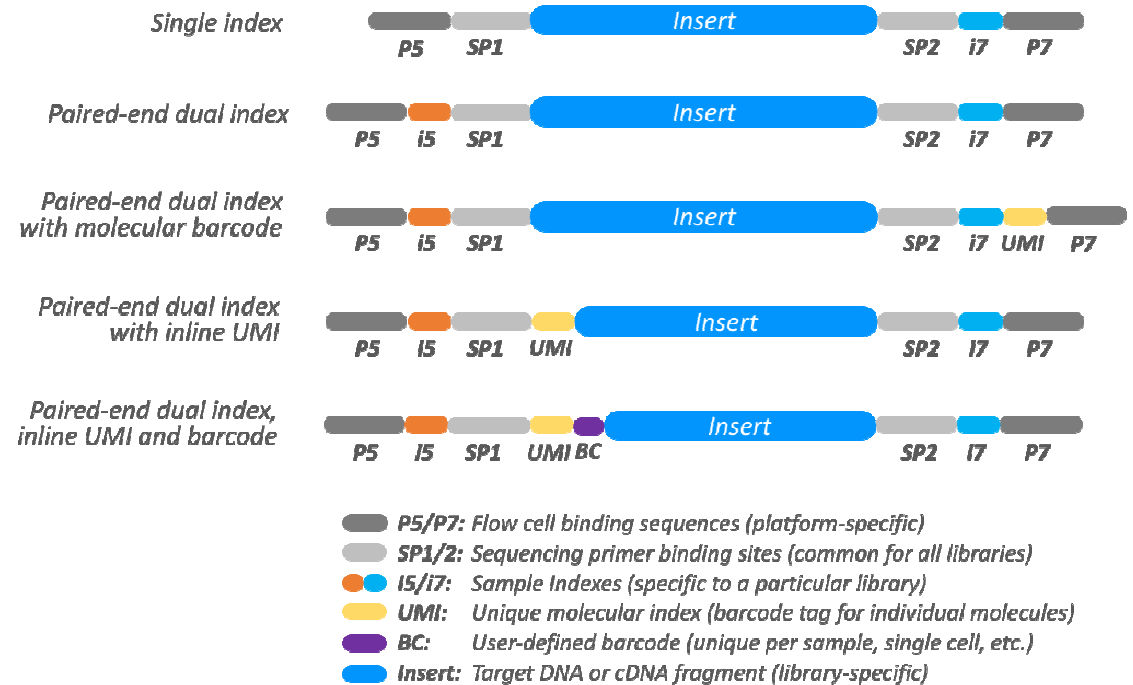 Single index
Insert
P5 SP1 SP2 i7 P7
Paired-end dual index
Insert
P5 i5 SP1 SP2 i7 P7
Paired-end dual index
with molecular barcode
Insert
P5 i5 SP1 SP2 i7 UMI P7
Paired-end dual index
with inline UMI
Insert
P5 I5 SP1 UMI SP2 I7 P7
Paired-end dual index,
inline UMI and barcode
Insert
P5 I5 SP1 UMI BC SP2 I7 P7
P5/P7: Flow cell binding sequences (platform-specific)
SP1/2: Sequencing primer binding sites (common for all libraries)
I5/i7: Sample Indexes (specific to a particular library)
UMI: Unique molecular index (barcode tag for individual molecules)
BC: User-defined barcode (unique per sample, single cell, etc.)
Insert: Target DNA or cDNA fragment (library-specific)